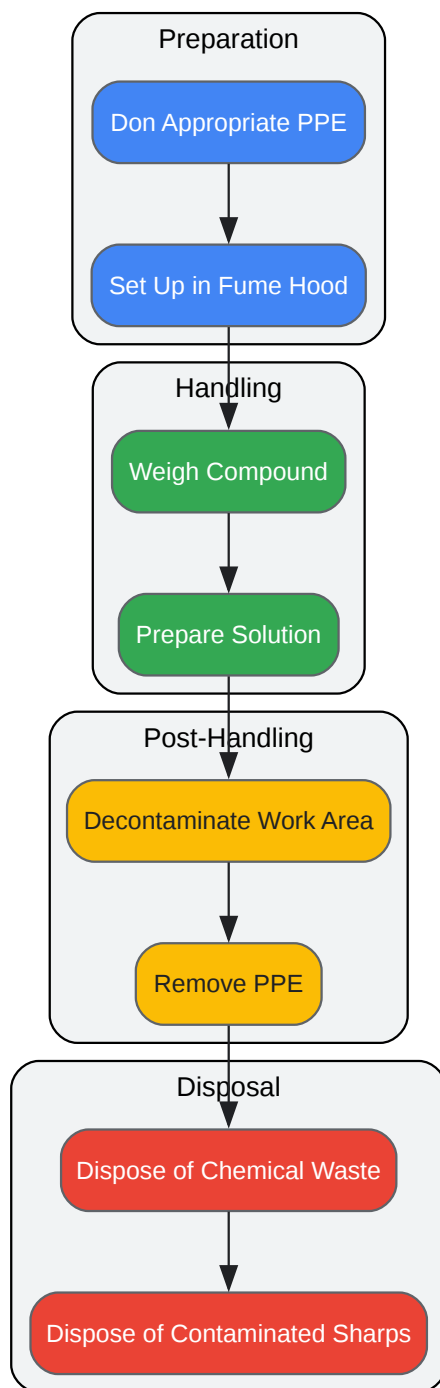 Preparation
Don Appropriate PPE
Set Up in Fume Hood
Handling
Weigh Compound
Prepare Solution
Post-Handling
Decontaminate Work Area
Remove PPE
Disposal
Dispose of Chemical Waste
Dispose of Contaminated Sharps